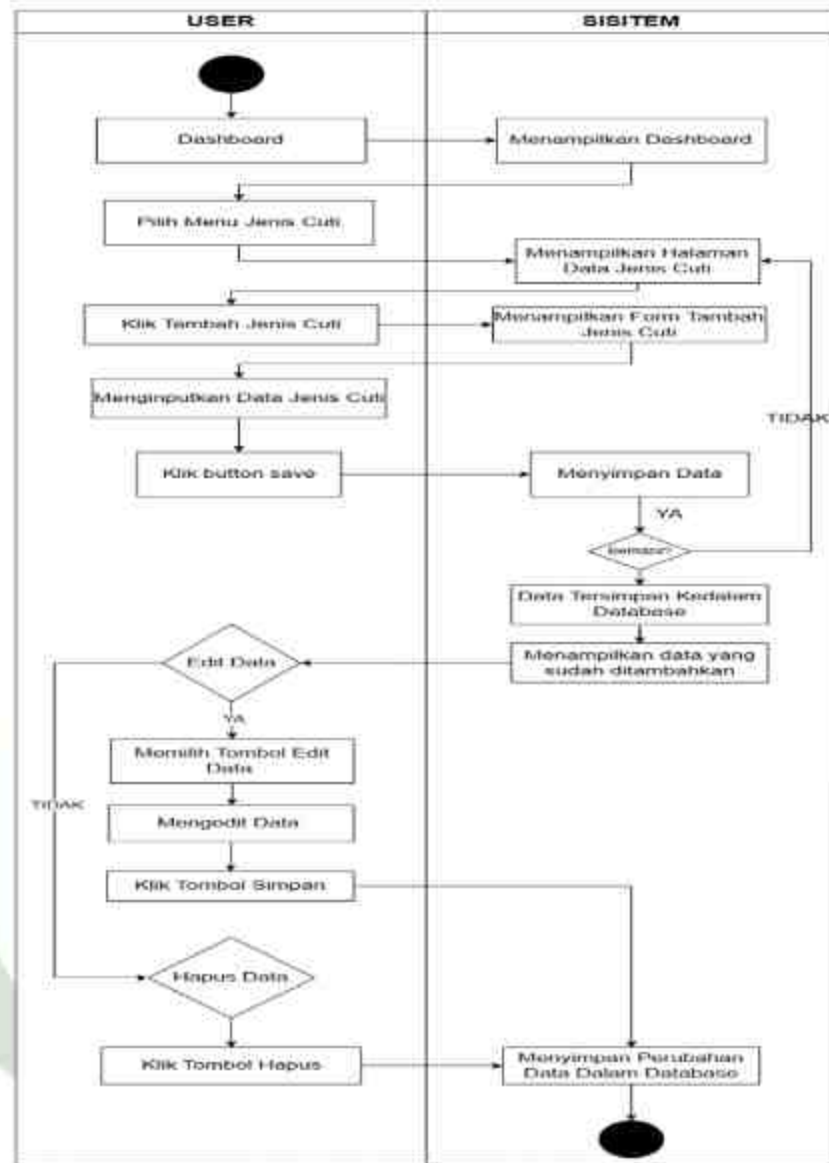 USER
SISITEM
Dashboard
Menampilkan Dashboard
Pilih Menu Jenis Cuti
Menampilkan Halaman
Data Jenis Cuti
Klik Tambah Jenis Cuti
Menampilkan Form Tambah
Jenis Cuti
Menginputkan Data Jenis Cuti
TIDAK
Klik button save
Menyimpan Data
YA
Data Tersimpan Kedalam
Database
Edit Data
Menampilkan data yang
sudah ditambahkan
YA
Memilih Tombol Edit
Data
TIDAK
Mengedit Data
Klik Tombol Simpan
Hapus Data
Klik Tombol Hapus
Menyimpan Perubahan
Data Dalam Database